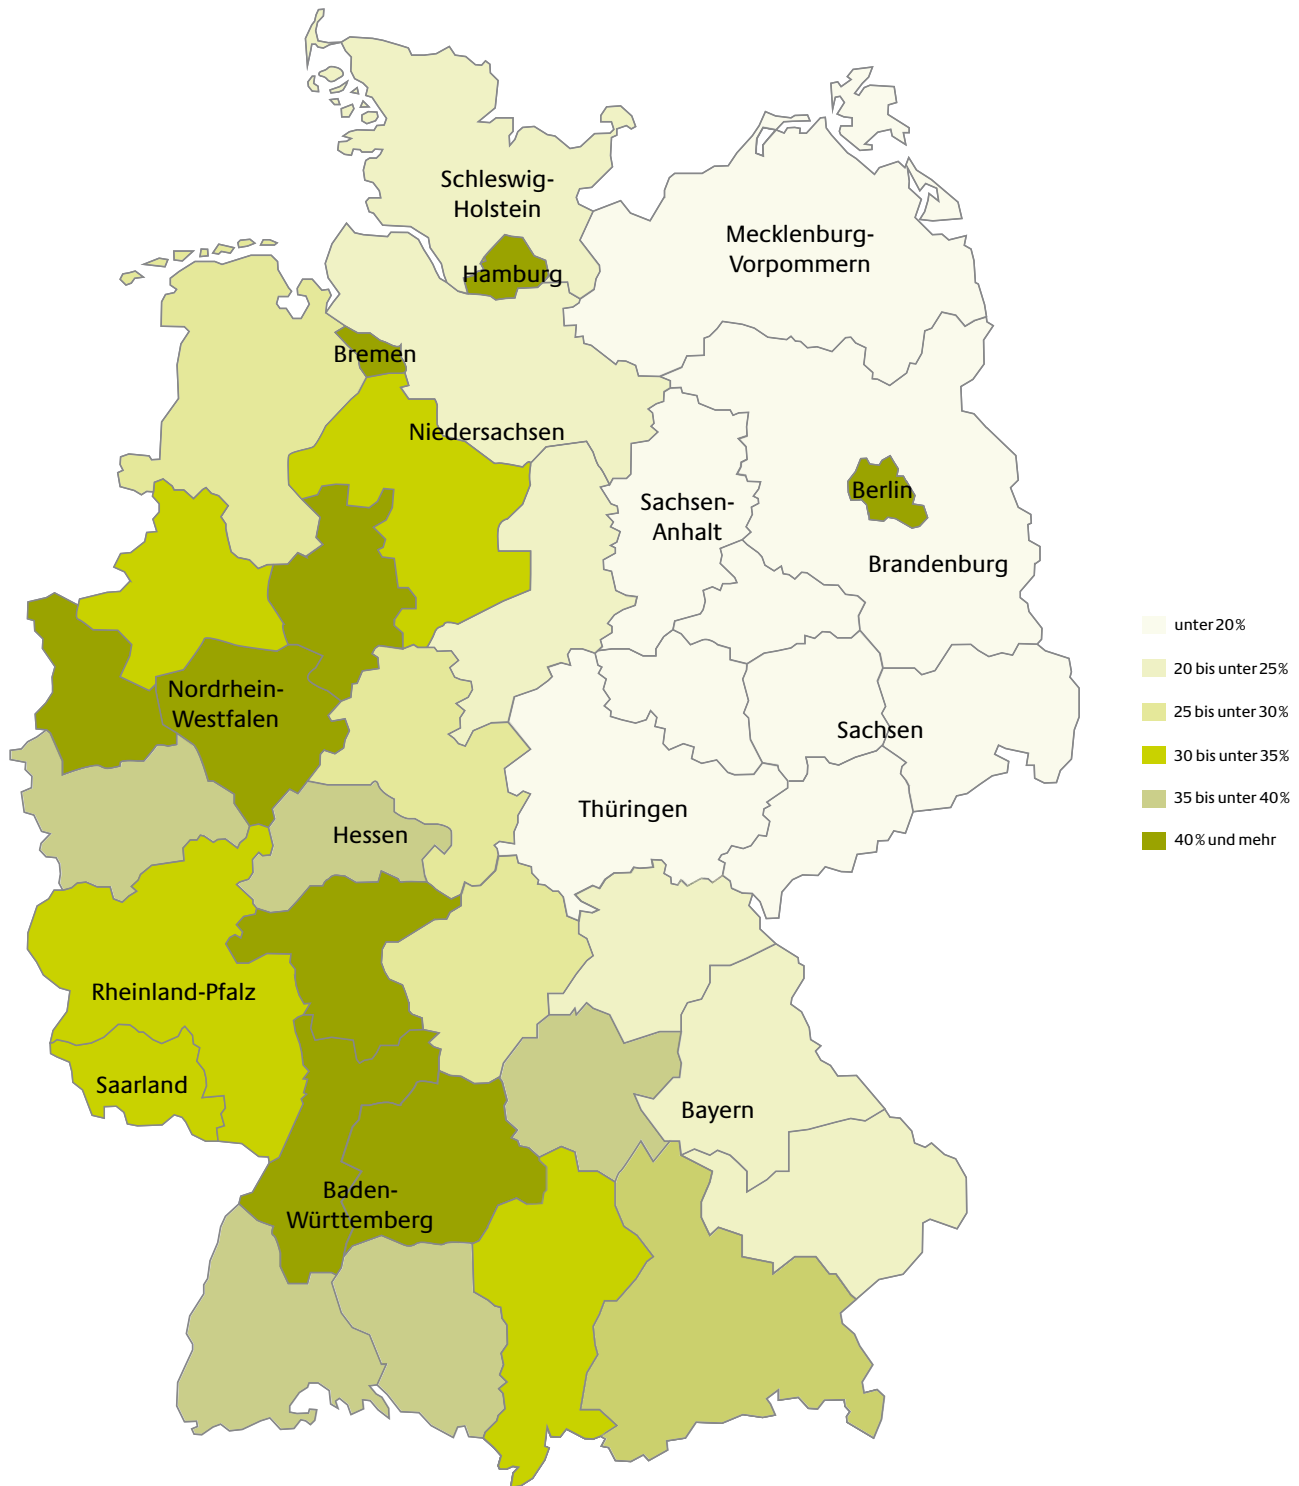 Schleswig-
Holstein
Mecklenburg-
Vorpommern
Hamburg
Bremen
Niedersachsen
Sachsen-
Anhalt
Berlin
Brandenburg
Nordrhein-
Westfalen
Sachsen
Thüringen
Hessen
Rheinland-Pfalz
Saarland
Bayern
Baden-
Württemberg
unter 20 %
20 bis unter 25 %
25 bis unter 30 %
30 bis unter 35 %
35 bis unter 40 %
40 % und mehr